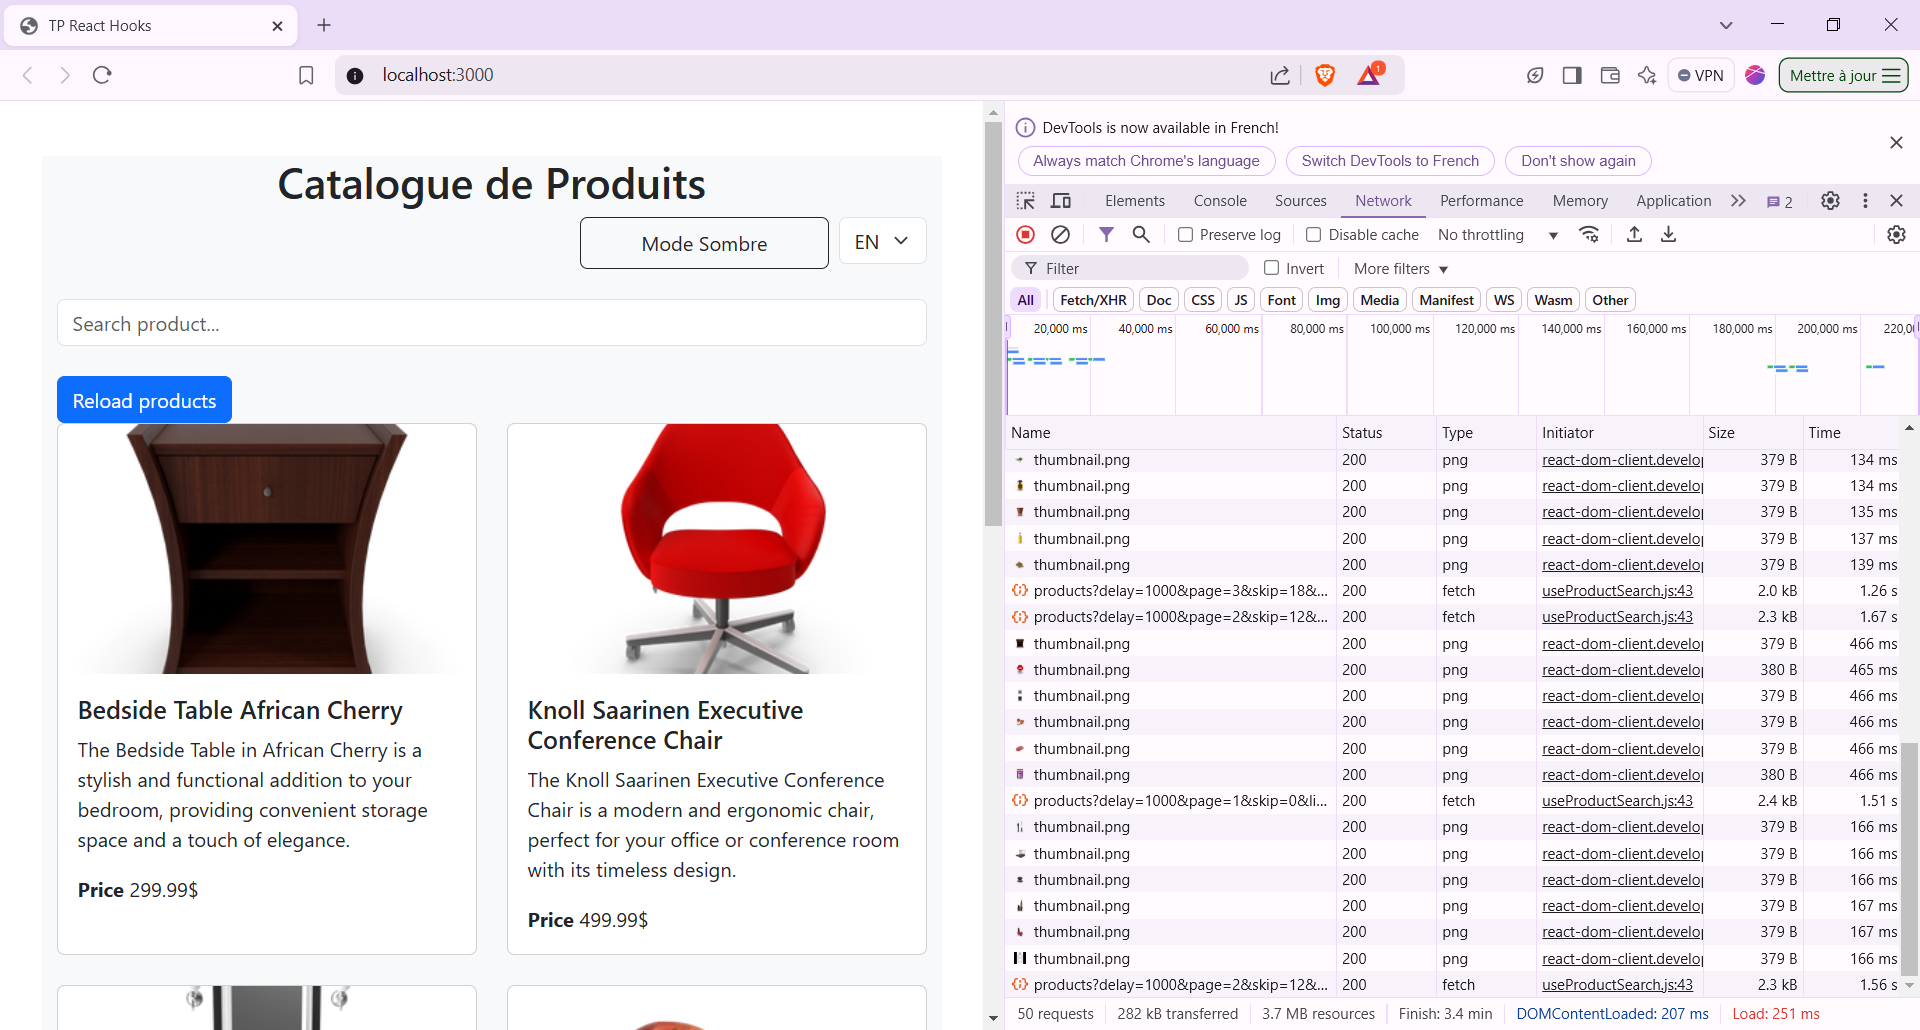 TP React Hooks
localhost:3000
1
VPN
Mettre à jour
Catalogue de Produits
Mode Sombre
EN
Search product...
Reload products
Bedside Table African Cherry
The Bedside Table in African Cherry is a
stylish and functional addition to your
bedroom, providing convenient storage
space and a touch of elegance.
Price 299.99$
Knoll Saarinen Executive
Conference Chair
The Knoll Saarinen Executive Conference
Chair is a modern and ergonomic chair,
perfect for your office or conference room
with its timeless design.
Price 499.99$
DevTools is now available in French!
Always match Chrome's language
Switch DevTools to French
Don't show again
Elements Console Sources Network Performance Memory Application 2
Preserve log Disable cache No throttling
Filter Invert More filters
All Fetch/XHR Doc CSS JS Font Img Media Manifest WS Wasm Other
20,000 ms 40,000 ms 60,000 ms 80,000 ms 100,000 ms 120,000 ms 140,000 ms 160,000 ms 180,000 ms 200,000 ms 220,0
Name Status Type Initiator Size Time
thumbnail.png 200 png react-dom-client.develo 379 B 134 ms
thumbnail.png 200 png react-dom-client.develo 379 B 134 ms
thumbnail.png 200 png react-dom-client.develo 379 B 135 ms
thumbnail.png 200 png react-dom-client.develo 379 B 137 ms
thumbnail.png 200 png react-dom-client.develo 379 B 139 ms
products?delay=1000&page=3&skip=18&... 200 fetch useProductSearch.js:43 2.0 kB 1.26 s
products?delay=1000&page=2&skip=12&... 200 fetch useProductSearch.js:43 2.3 kB 1.67 s
thumbnail.png 200 png react-dom-client.develo 379 B 466 ms
thumbnail.png 200 png react-dom-client.develo 380 B 465 ms
thumbnail.png 200 png react-dom-client.develo 379 B 466 ms
thumbnail.png 200 png react-dom-client.develo 379 B 466 ms
thumbnail.png 200 png react-dom-client.develo 379 B 466 ms
thumbnail.png 200 png react-dom-client.develo 380 B 466 ms
products?delay=1000&page=1&skip=0&li... 200 fetch useProductSearch.js:43 2.4 kB 1.51 s
thumbnail.png 200 png react-dom-client.develo 379 B 166 ms
thumbnail.png 200 png react-dom-client.develo 379 B 166 ms
thumbnail.png 200 png react-dom-client.develo 379 B 166 ms
thumbnail.png 200 png react-dom-client.develo 379 B 167 ms
thumbnail.png 200 png react-dom-client.develo 379 B 167 ms
thumbnail.png 200 png react-dom-client.develo 379 B 166 ms
products?delay=1000&page=2&skip=12&... 200 fetch useProductSearch.js:43 2.3 kB 1.56 s
50 requests 282 kB transferred 3.7 MB resources Finish: 3.4 min DOMContentLoaded: 207 ms Load: 251 ms